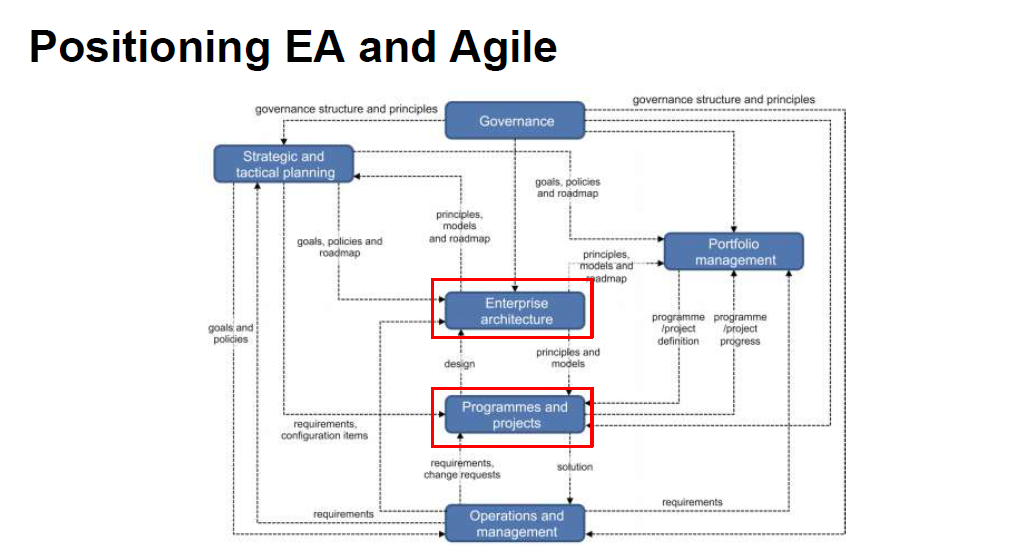 Positioning EA and Agile
governance structure and principles
governance structure and principles
Governance
Strategic and
tactical planning
goals, policies
and roadmap
principles,
models
and roadmap
goals, policies and
roadmap
Portfolio
management
principles,
models and
roadmap
Enterprise
architecture
goals and
policies
programme
/project
definition
programme
/project
progress
principles and
models
design
Programmes and
projects
requirements,
configuration items
requirements,
change requests
solution
requirements
requirements
Operations and
management